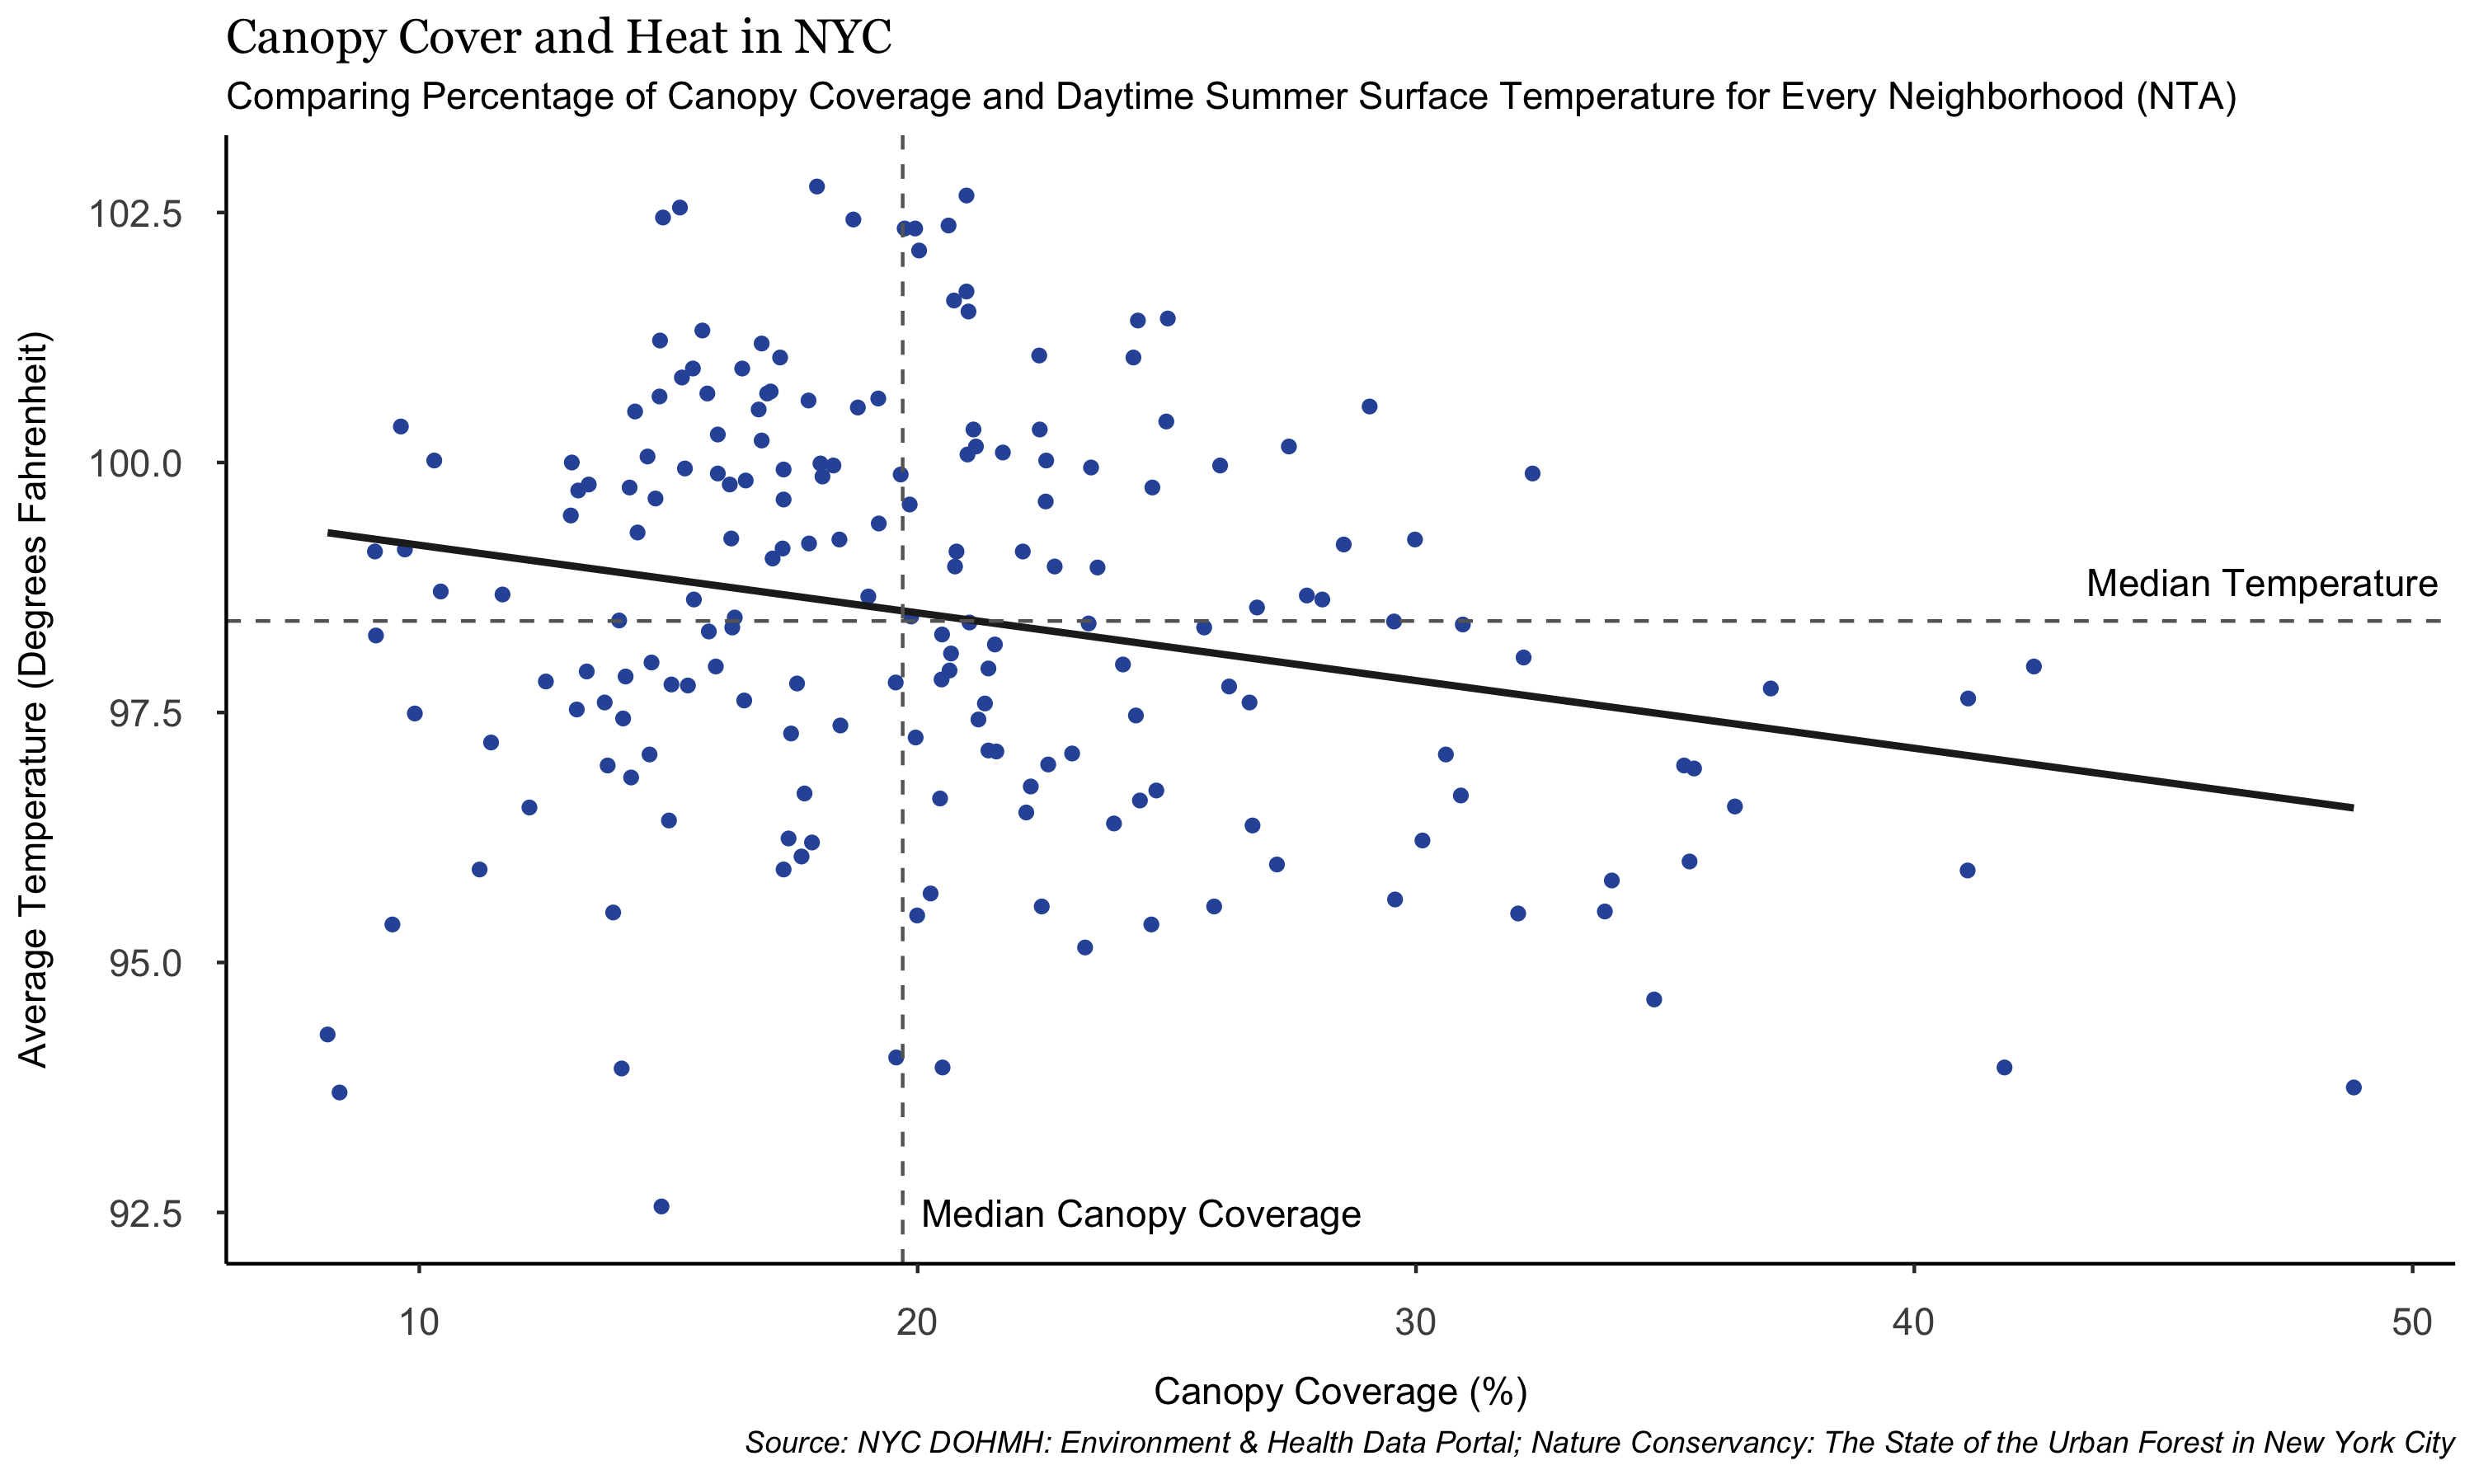 Canopy Cover and Heat in NYC
Comparing Percentage of Canopy Coverage and Daytime Summer Surface Temperature for Every Neighborhood (NTA)
Average Temperature (Degrees Fahrenheit)
102.5
100.0
97.5
95.0
92.5
Median Temperature
Median Canopy Coverage
10 20 30 40 50
Canopy Coverage (%)
Source: NYC DOHMH: Environment & Health Data Portal; Nature Conservancy: The State of the Urban Forest in New York City